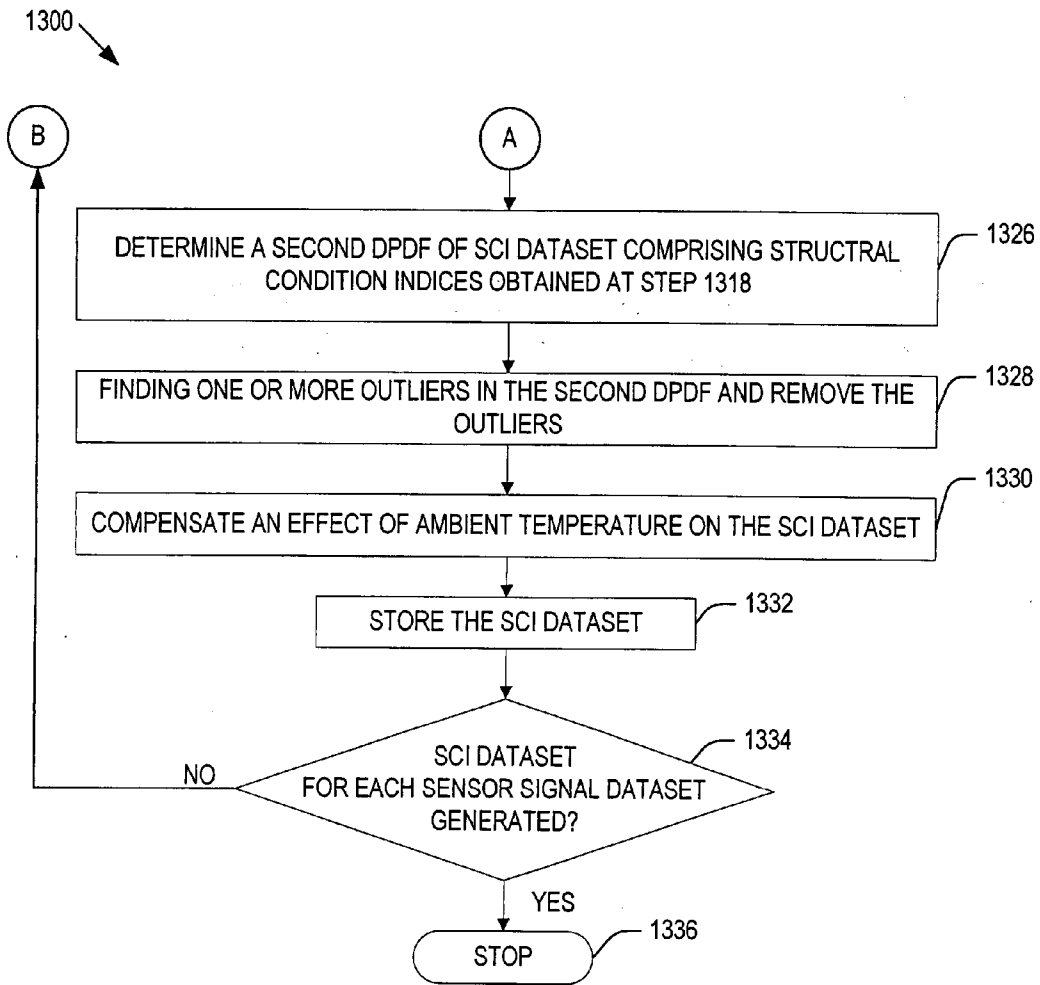 1300
B
A
DETERMINE A SECOND DPDF OF SCI DATASET COMPRISING STRUCTRAL
CONDITION INDICES OBTAINED AT STEP 1318
1326
FINDING ONE OR MORE OUTLIERS IN THE SECOND DPDF AND REMOVE THE
OUTLIERS
1328
COMPENSATE AN EFFECT OF AMBIENT TEMPERATURE ON THE SCI DATASET
1330
STORE THE SCI DATASET
1332
SCI DATASET
FOR EACH SENSOR SIGNAL DATASET
GENERATED?
1334
NO
YES
STOP
1336